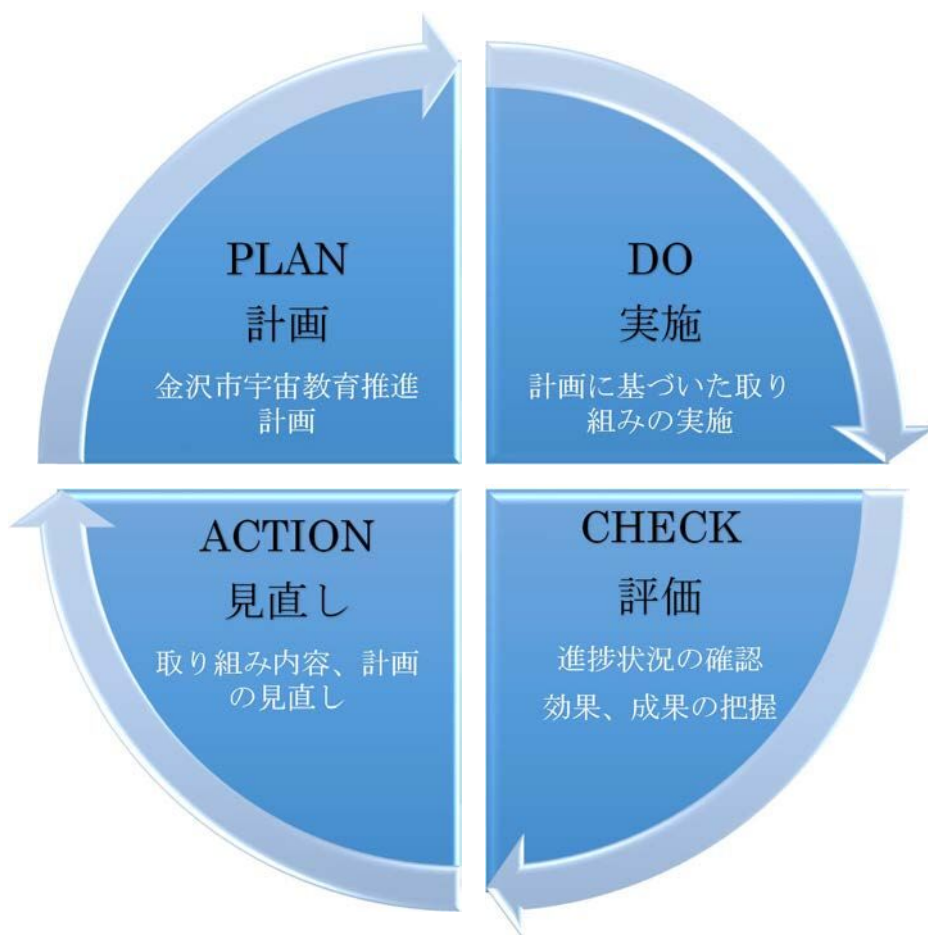 PLAN
計画
金沢市宇宙教育推進
計画
DO
実施
計画に基づいた取り
組みの実施
ACTION
見直し
取り組み内容、計画
の見直し
CHECK
評価
進捗状況の確認
効果、成果の把握